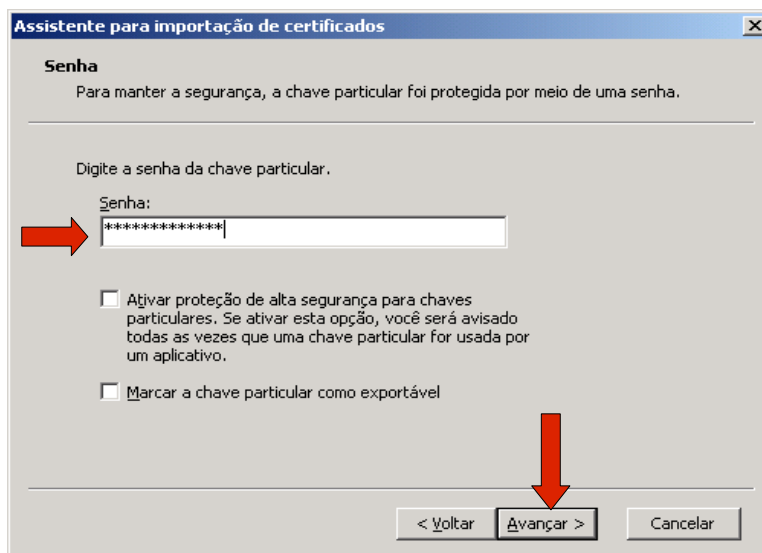 Assistente para importação de certificados
Senha
Para manter a segurança, a chave particular foi protegida por meio de uma senha.
Digite a senha da chave particular.
Senha:
*************
Ativar proteção de alta segurança para chaves
particulares. Se ativar esta opção, você será avisado
todas as vezes que uma chave particular for usada por
um aplicativo.
Marcar a chave particular como exportável
< Voltar
Avançar >
Cancelar